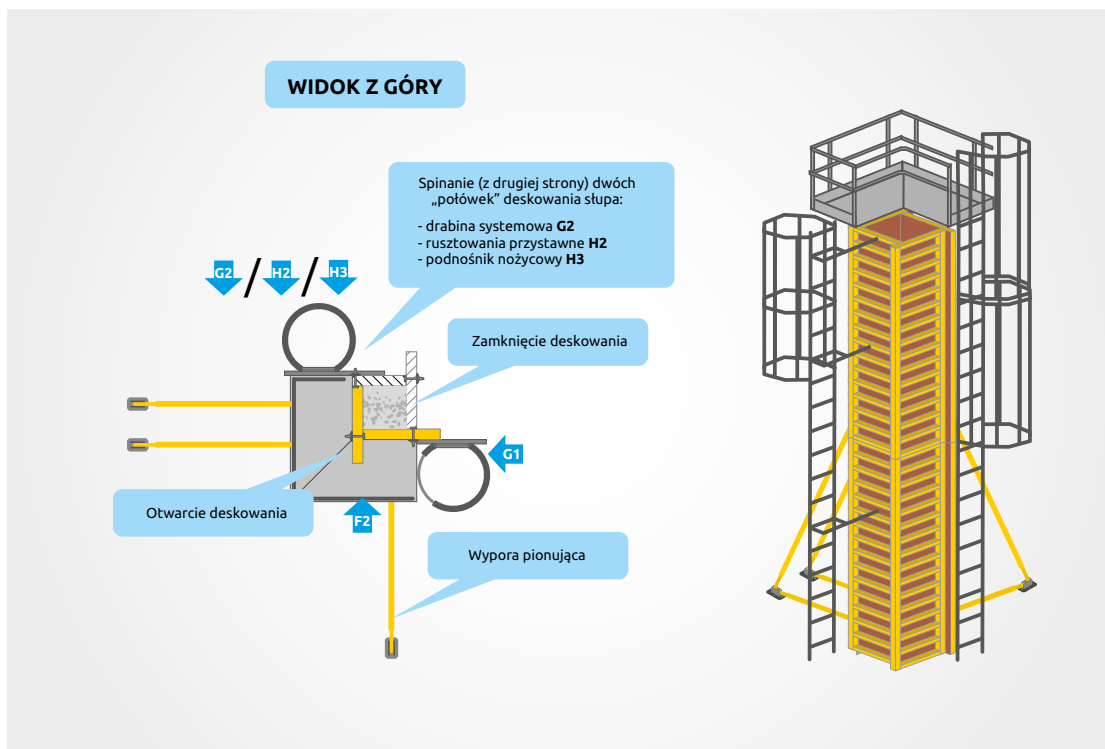 WIDOK Z GÓRY
Spinanie (z drugiej strony) dwóch
„połówek” deskowania słupa:
- drabina systemowa G2
- rusztowania przystawne H2
- podnośnik nożycowy H3
G2 / H2 / H3
Zamknięcie deskowania
G1
Otwarcie deskowania
F2
Wypora pionująca